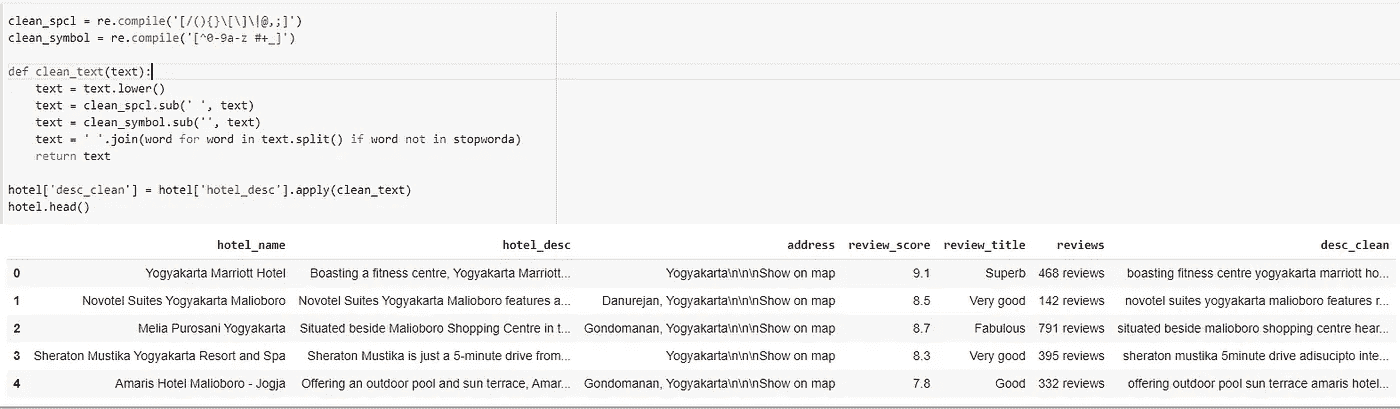 clean_spcl = re.compile('[/(){}\[\]\|@,;]')
clean_symbol = re.compile('[^0-9a-z #+_]')
def clean_text(text):
text = text.lower()
text = clean_spcl.sub(' ', text)
text = clean_symbol.sub('', text)
text = ' '.join(word for word in text.split() if word not in stopworda)
return text
hotel['desc_clean'] = hotel['hotel_desc'].apply(clean_text)
hotel.head()
hotel_name hotel_desc address review_score review_title reviews desc_clean
0 Yogyakarta Marriott Hotel Boasting a fitness centre, Yogyakarta Marriott... Yogyakarta\n\n\nShow on map 9.1 Superb 468 reviews boasting fitness centre yogyakarta marriott ho...
1 Novotel Suites Yogyakarta Malioboro Novotel Suites Yogyakarta Malioboro features a... Danurejan, Yogyakarta\n\n\nShow on map 8.5 Very good 142 reviews novotel suites yogyakarta malioboro features r...
2 Melia Purosani Yogyakarta Situated beside Malioboro Shopping Centre in t... Gondomanan, Yogyakarta\n\n\nShow on map 8.7 Fabulous 791 reviews situated beside malioboro shopping centre hear...
3 Sheraton Mustika Yogyakarta Resort and Spa Sheraton Mustika is just a 5-minute drive from... Yogyakarta\n\n\nShow on map 8.3 Very good 395 reviews sheraton mustika 5minute drive adisucipto inte...
4 Amaris Hotel Malioboro - Jogja Offering an outdoor pool and sun terrace, Amar... Gondomanan, Yogyakarta\n\n\nShow on map 7.8 Good 332 reviews offering outdoor pool sun terrace amaris hotel...